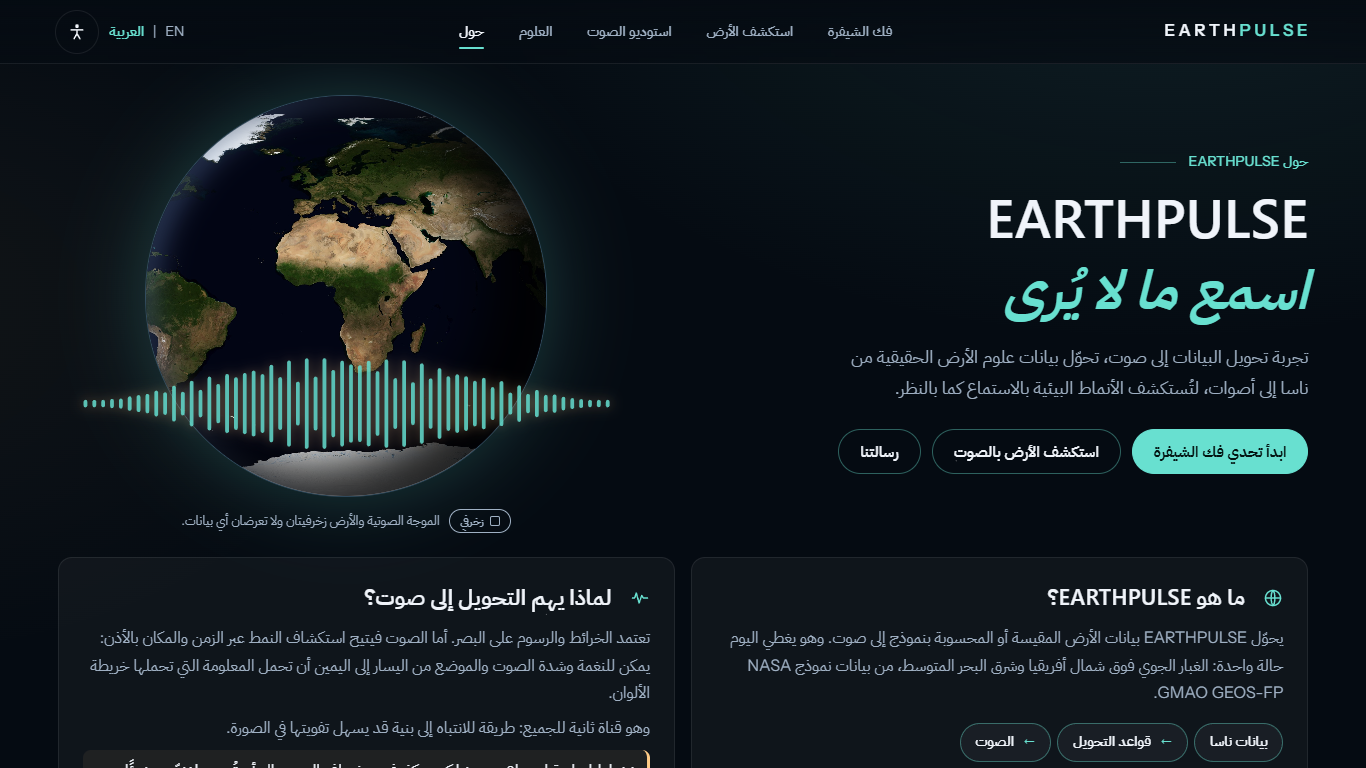 EARTHPULSE
فك الشيفرة
استكشف الأرض
استوديو الصوت
العلوم
حول
EN | العربية
حول EARTHPULSE
EARTHPULSE
اسمع ما لا يُرى
تجربة تحويل البيانات إلى صوت، تحوّل بيانات علوم الأرض الحقيقية من
ناسا إلى أصوات، لتُستكشف الأنماط البيئية بالاستماع كما بالنظر.
ابدأ تحدي فك الشيفرة
استكشف الأرض بالصوت
رسالتنا
زخرفي
الموجة الصوتية والأرض زخرفيتان ولا تعرضان أي بيانات.
ما هو EARTHPULSE؟
يحوّل EARTHPULSE بيانات الأرض المقيسة أو المحسوبة بنموذج إلى صوت. وهو يغطي اليوم
حالة واحدة: الغبار الجوي فوق شمال أفريقيا وشرق البحر المتوسط، من بيانات نموذج NASA
GMAO GEOS-FP.
بيانات ناسا
← قواعد التحويل
← الصوت
لماذا يهم التحويل إلى صوت؟
تعتمد الخرائط والرسوم على البصر. أما الصوت فيتيح استكشاف النمط عبر الزمن والمكان بالأذن:
يمكن للنغمة وشدة الصوت والموضع من اليسار إلى اليمين أن تحمل المعلومة التي تحملها خريطة
الألوان.
وهو قناة ثانية للجميع: طريقة للانتباه إلى بنية قد يسهل تفويتها في الصورة.